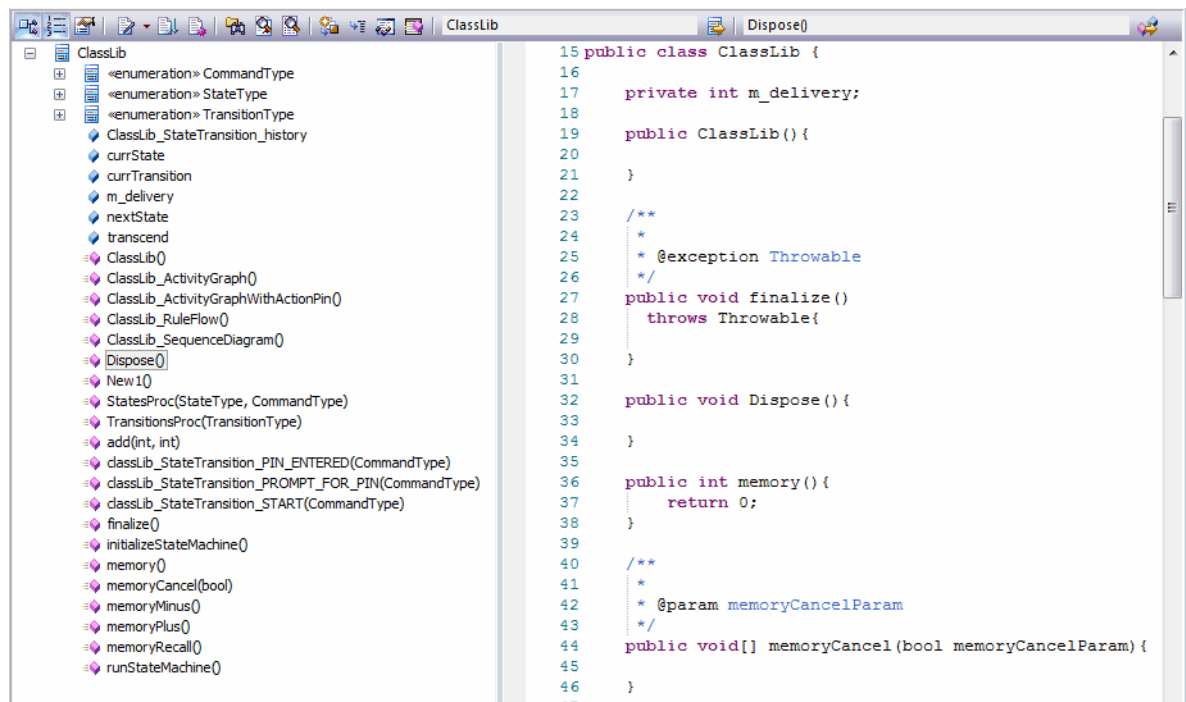 ClassLib
Dispose()
ClassLib
«enumeration» CommandType
«enumeration» StateType
«enumeration» TransitionType
ClassLib_StateTransition_history
currState
currTransition
m_delivery
nextState
transcend
ClassLib()
ClassLib_ActivityGraph()
ClassLib_ActivityGraphWithActionPin()
ClassLib_RuleFlow()
ClassLib_SequenceDiagram()
Dispose()
New1()
StatesProc(StateType, CommandType)
TransitionsProc(TransitionType)
add(int, int)
classLib_StateTransition_PIN_ENTERED(CommandType)
classLib_StateTransition_PROMPT_FOR_PIN(CommandType)
classLib_StateTransition_START(CommandType)
finalize()
initializeStateMachine()
memory()
memoryCancel(bool)
memoryMinus()
memoryPlus()
memoryRecall()
runStateMachine()
15 public class ClassLib {
16
17 private int m_delivery;
18
19 public ClassLib(){
20
21 }
22
23 /**
24 *
25 * @exception Throwable
26 */
27 public void finalize()
28 throws Throwable{
29
30 }
31
32 public void Dispose(){
33
34 }
35
36 public int memory(){
37 return 0;
38 }
39
40 /**
41 *
42 * @param memoryCancelParam
43 */
44 public void[] memoryCancel(bool memoryCancelParam){
45
46 }